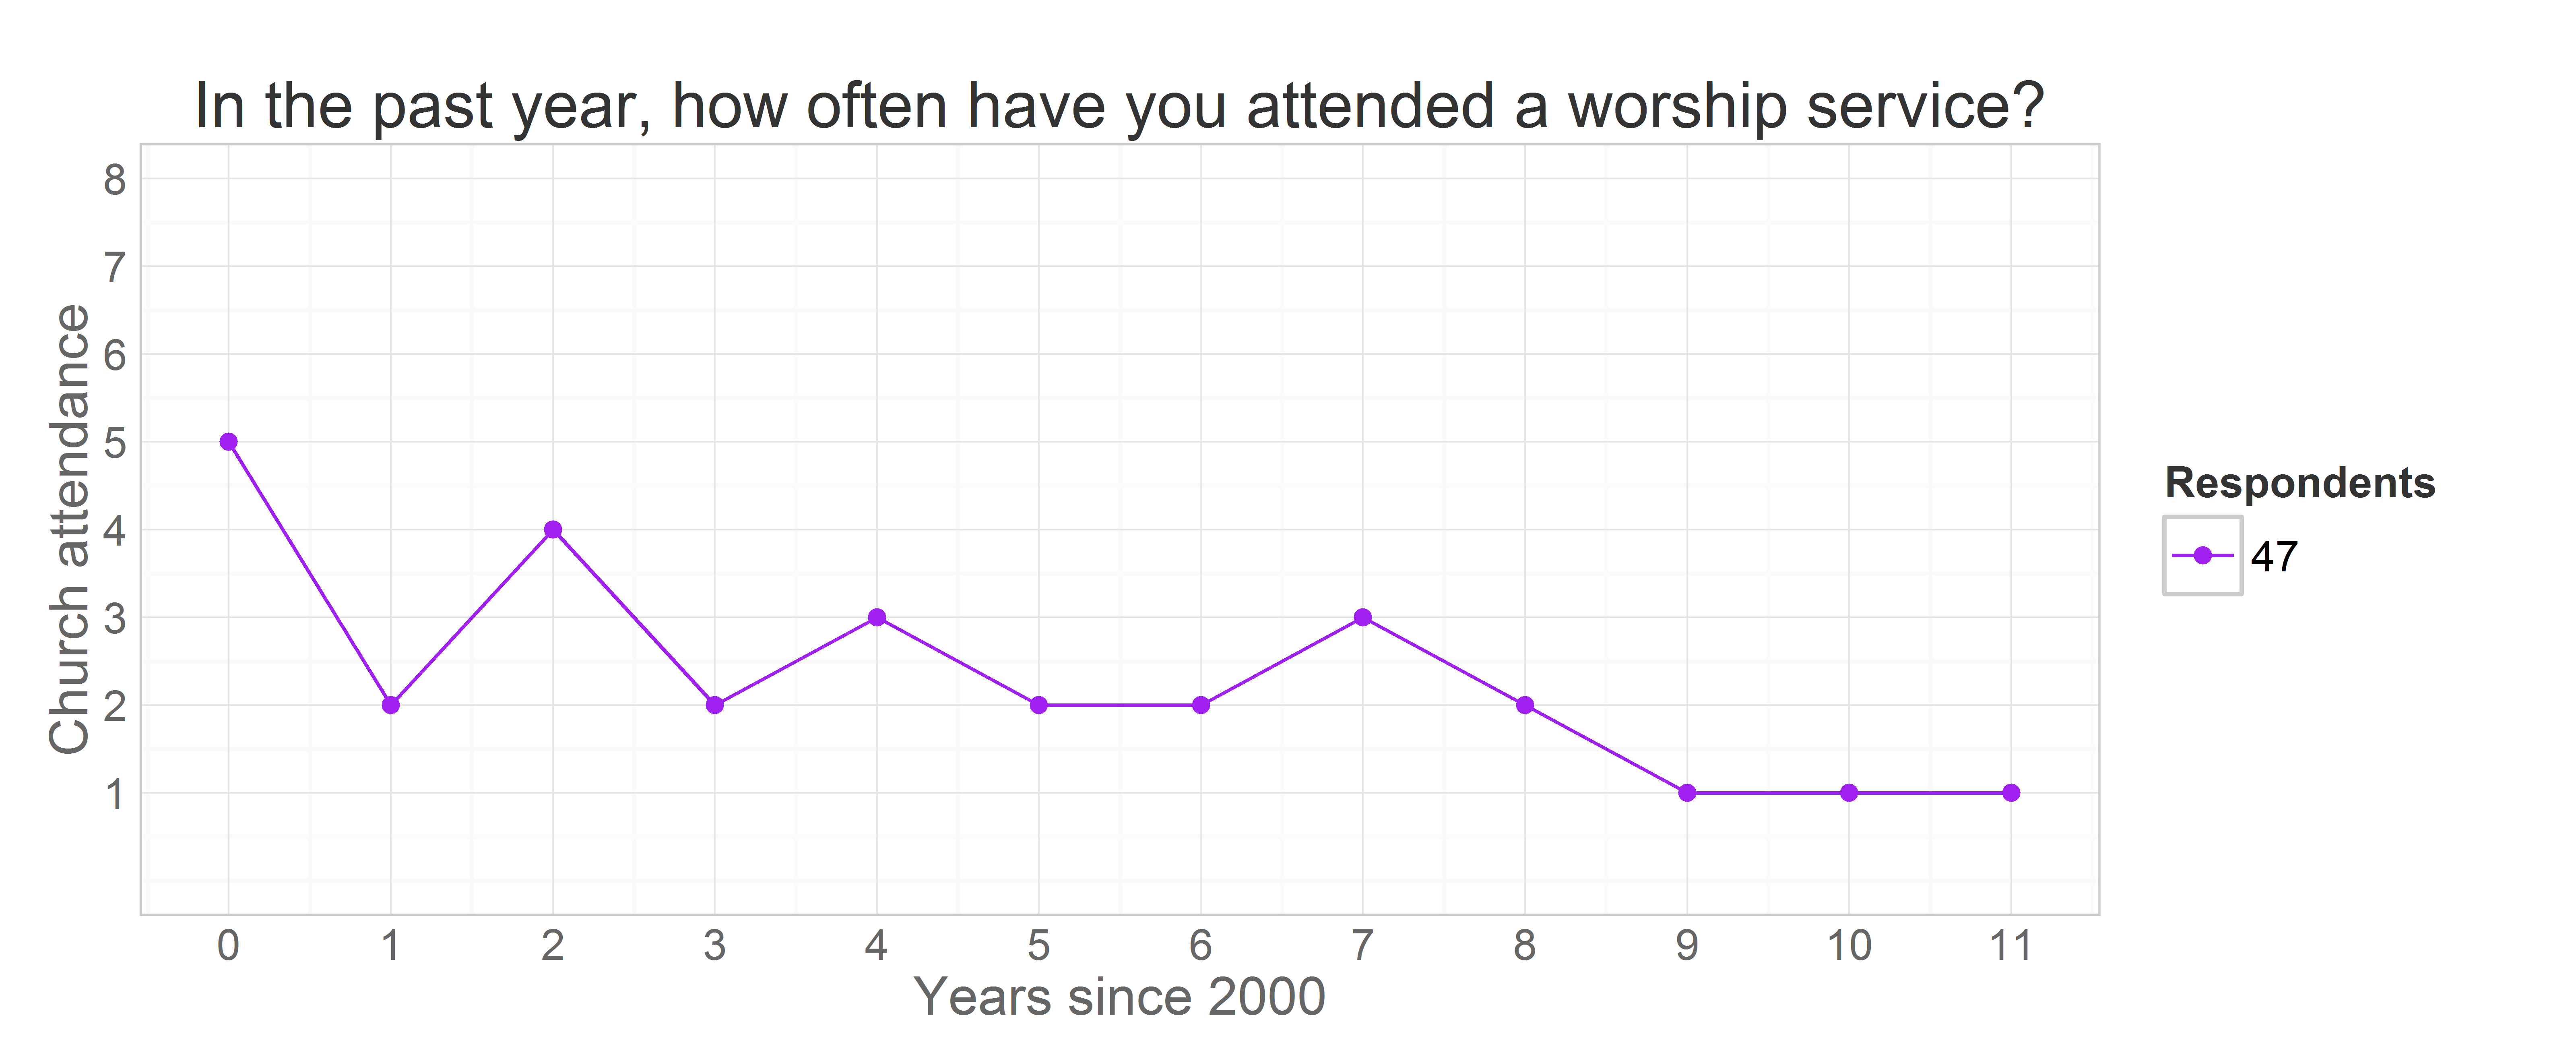 In the past year, how often have you attended a worship service?
Church attendance
8
7
6
5
4
3
2
1
0 1 2 3 4 5 6 7 8 9 10 11
Years since 2000
Respondents
47